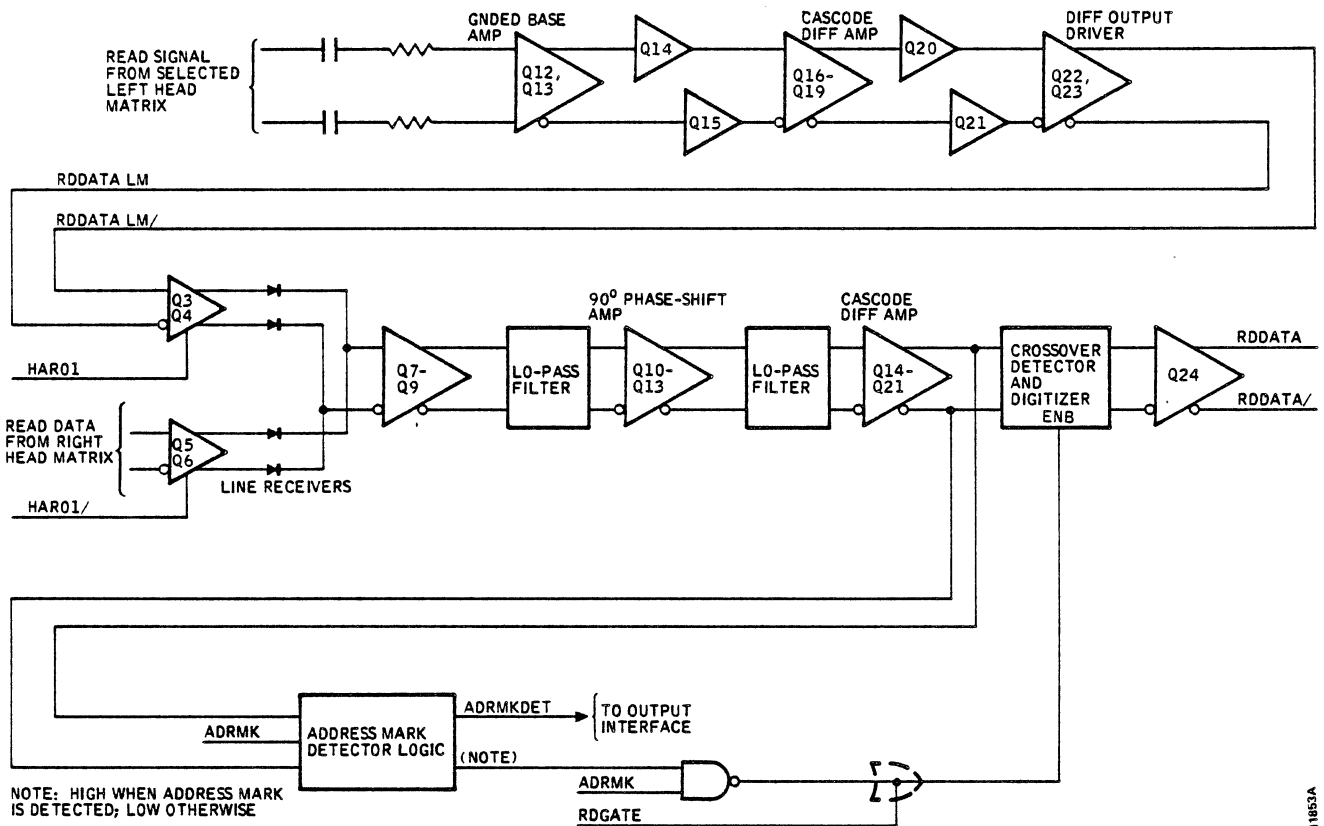 GNDED BASE
AMP
CASCODE
DIFF AMP
DIFF OUTPUT
DRIVER
READ SIGNAL
FROM SELECTED
LEFT HEAD
MATRIX
Q12,
Q13
Q14
Q15
Q16-
Q19
Q20
Q21
Q22,
Q23
RDDATA LM
RDDATA LM/
Q3
Q4
HAR01
READ DATA
FROM RIGHT
HEAD MATRIX
Q5
Q6
LINE RECEIVERS
HAR01/
Q7-
Q9
LO-PASS
FILTER
90° PHASE-SHIFT
AMP
Q10-
Q13
LO-PASS
FILTER
CASCODE
DIFF AMP
Q14-
Q21
CROSSOVER
DETECTOR
AND
DIGITIZER
ENB
Q24
RDDATA
RDDATA/
ADRMK
ADDRESS MARK
DETECTOR LOGIC
ADRMKDET
TO OUTPUT
INTERFACE
(NOTE)
ADRMK
RDGATE
NOTE: HIGH WHEN ADDRESS MARK
IS DETECTED; LOW OTHERWISE
11853A